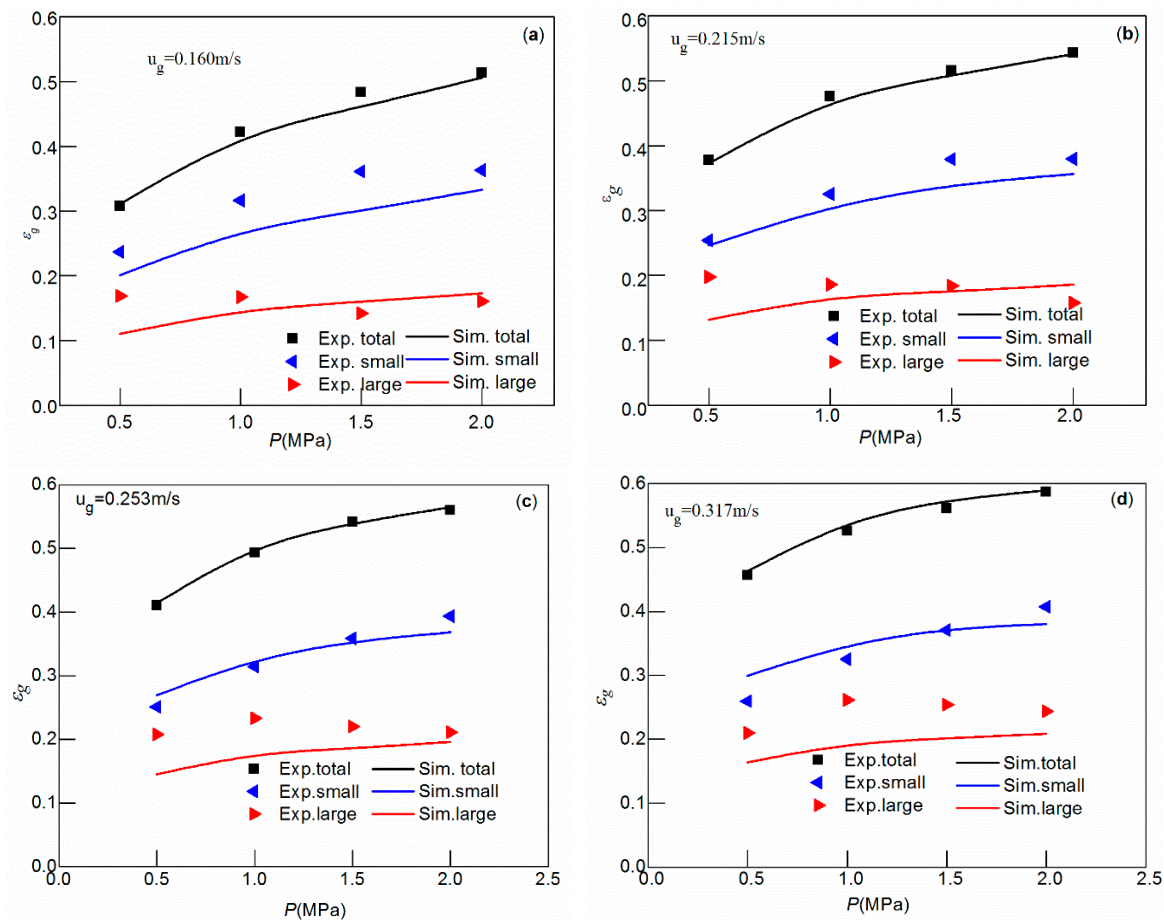 (a)
u_g=0.160m/s
ε_g
0.6
0.5
0.4
0.3
0.2
0.1
0.0
Exp. total Sim. total
Exp. small Sim. small
Exp. large Sim. large
0.5 1.0 1.5 2.0
P(MPa)
(b)
u_g=0.215m/s
ε_g
0.6
0.5
0.4
0.3
0.2
0.1
0.0
Exp. total Sim. total
Exp. small Sim. small
Exp. large Sim. large
0.5 1.0 1.5 2.0
P(MPa)
(c)
u_g=0.253m/s
ε_g
0.6
0.5
0.4
0.3
0.2
0.1
0.0
Exp.total Sim. total
Exp.small Sim.small
Exp.large Sim.large
0.0 0.5 1.0 1.5 2.0 2.5
P(MPa)
(d)
u_g=0.317m/s
ε_g
0.6
0.5
0.4
0.3
0.2
0.1
0.0
Exp.total Sim.total
Exp.small Sim.small
Exp.large Sim.large
0.0 0.5 1.0 1.5 2.0 2.5
P(MPa)